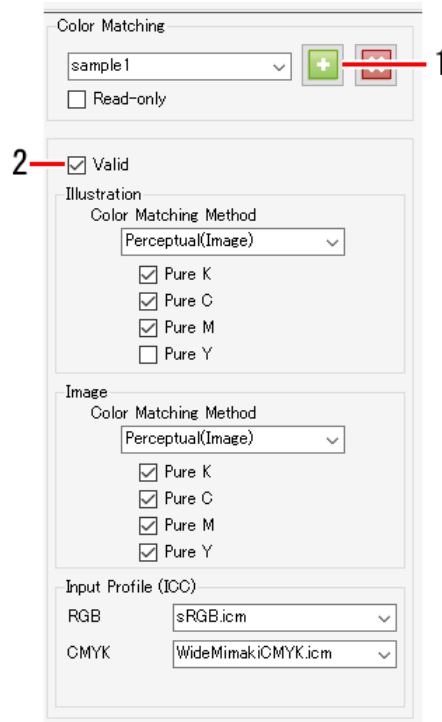 Color Matching
sample1
1
Read-only
2
Valid
Illustration
Color Matching Method
Perceptual(Image)
Pure K
Pure C
Pure M
Pure Y
Image
Color Matching Method
Perceptual(Image)
Pure K
Pure C
Pure M
Pure Y
Input Profile (ICC)
RGB sRGB.icm
CMYK WideMimakiCMYK.icm